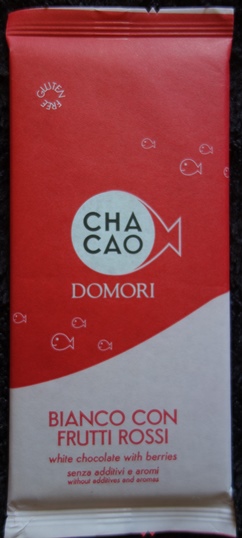 GLUTEN
FREE
CHA
CAO
DOMORI
BIANCO CON
FRUTTI ROSSI
white chocolate with berries
senza additivi e aromi
without additives and aromas